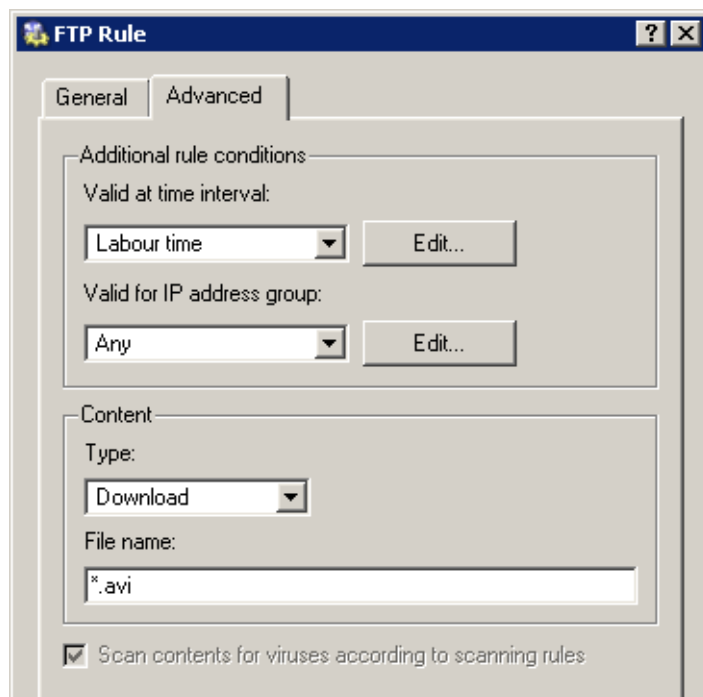 FTP Rule
General
Advanced
Additional rule conditions
Valid at time interval:
Labour time
Edit...
Valid for IP address group:
Any
Edit...
Content
Type:
Download
File name:
*.avi
Scan contents for viruses according to scanning rules